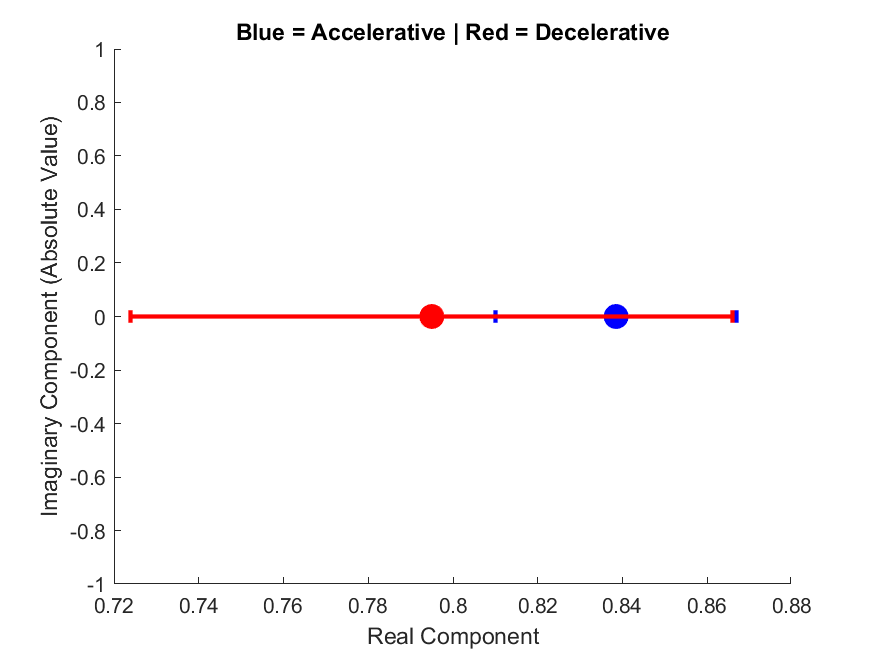 Blue = Accelerative | Red = Decelerative
1
0.8
0.6
0.4
0.2
0
-0.2
-0.4
-0.6
-0.8
-1
Imaginary Component (Absolute Value)
0.72 0.74 0.76 0.78 0.8 0.82 0.84 0.86 0.88
Real Component